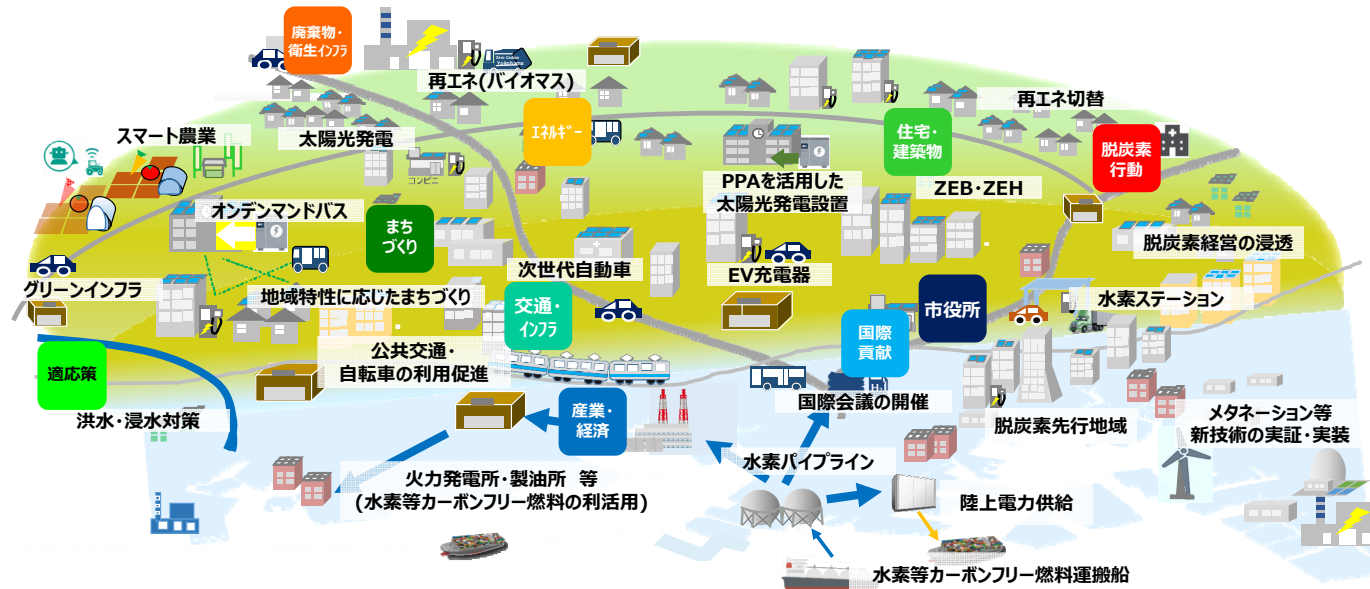 廃棄物・
衛生インフラ
Zero Carbon
Yokohama
再エネ(バイオマス)
再エネ切替
スマート農業
太陽光発電
エネルギー
住宅・
建築物
脱炭素
行動
コンビニ
PPAを活用した
太陽光発電設置
ZEB・ZEH
オンデンマンドバス
まち
づくり
脱炭素経営の浸透
次世代自動車
EV充電器
グリーンインフラ
地域特性に応じたまちづくり
交通・
インフラ
市役所
水素ステーション
国際
貢献
適応策
公共交通・
自転車の利用促進
H₂
国際会議の開催
洪水・浸水対策
産業・
経済
脱炭素先行地域
メタネーション等
新技術の実証・実装
水素パイプライン
火力発電所・製油所 等
(水素等カーボンフリー燃料の利活用)
陸上電力供給
水素等カーボンフリー燃料運搬船